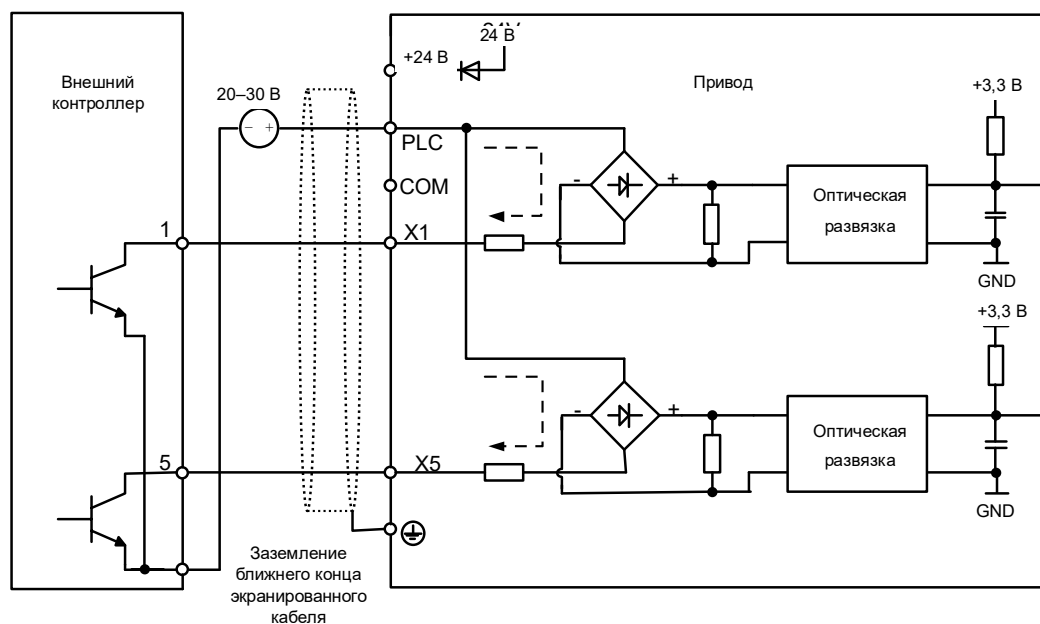 24V
24 В
+24 В
Внешний
контроллер
Привод
20–30 В
+3,3 В
- +
PLC
- +
COM
Оптическая
развязка
1
X1
GND
+3,3 В
- +
Оптическая
развязка
5
X5
GND
Заземление
ближнего конца
экранированного
кабеля